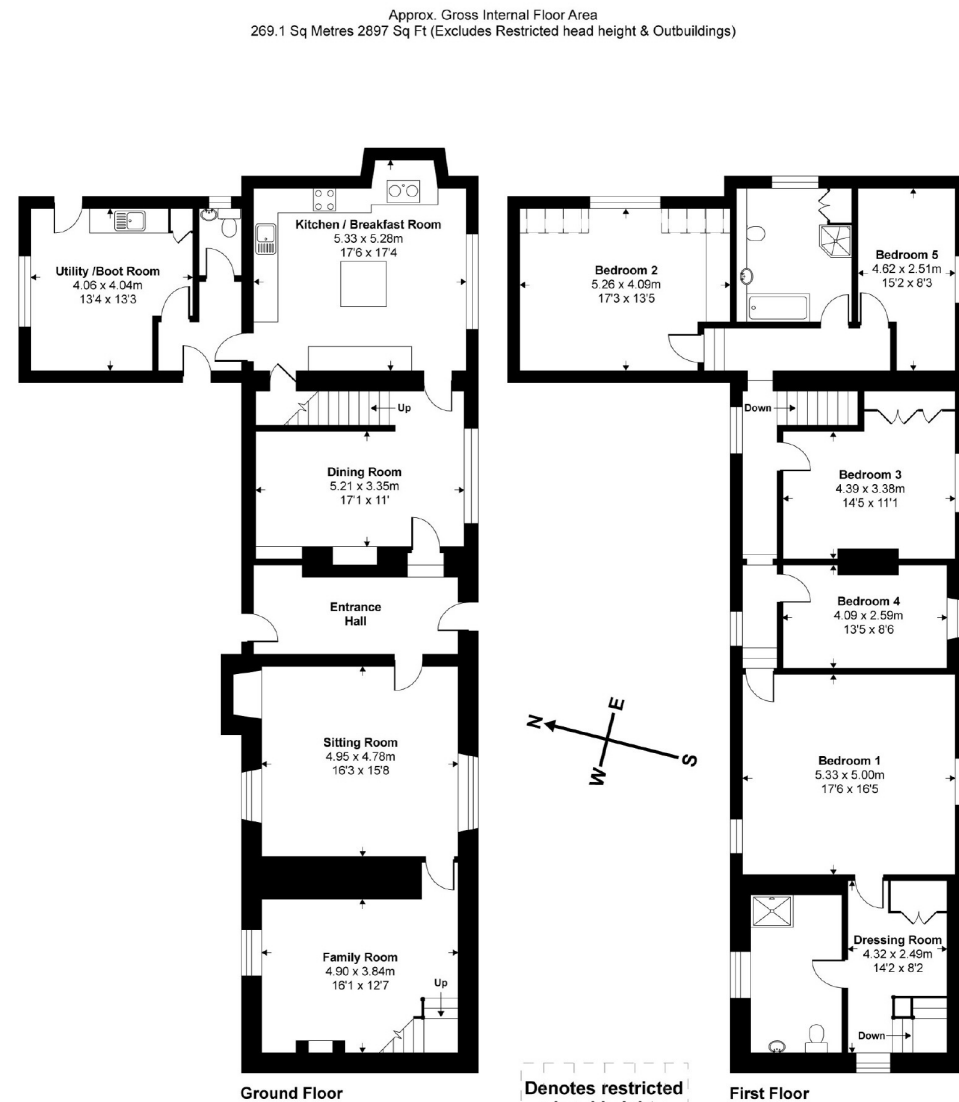 Approx. Gross Internal Floor Area
269.1 Sq Metres 2897 Sq Ft (Excludes Restricted head height & Outbuildings)
Kitchen / Breakfast Room
5.33 x 5.28m
17'6 x 17'4
Utility /Boot Room
4.06 x 4.04m
13'4 x 13'3
Up
Dining Room
5.21 x 3.35m
17'1 x 11'
Entrance
Hall
Sitting Room
4.95 x 4.78m
16'3 x 15'8
Family Room
4.90 x 3.84m
16'1 x 12'7
Up
Ground Floor
N
E
W
S
Denotes restricted
Bedroom 2
5.26 x 4.09m
17'3 x 13'5
Bedroom 5
4.62 x 2.51m
15'2 x 8'3
Down
Bedroom 3
4.39 x 3.38m
14'5 x 11'1
Bedroom 4
4.09 x 2.59m
13'5 x 8'6
Bedroom 1
5.33 x 5.00m
17'6 x 16'5
Dressing Room
4.32 x 2.49m
14'2 x 8'2
Down
First Floor